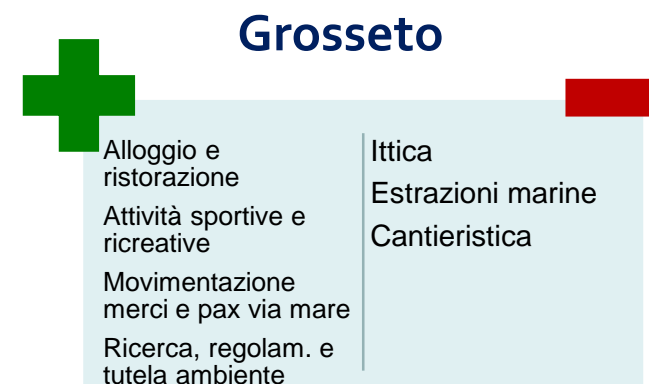 Grosseto
Alloggio e
ristorazione
Attività sportive e
ricreative
Movimentazione
merci e pax via mare
Ricerca, regolam. e
tutela ambiente
Ittica
Estrazioni marine
Cantieristica